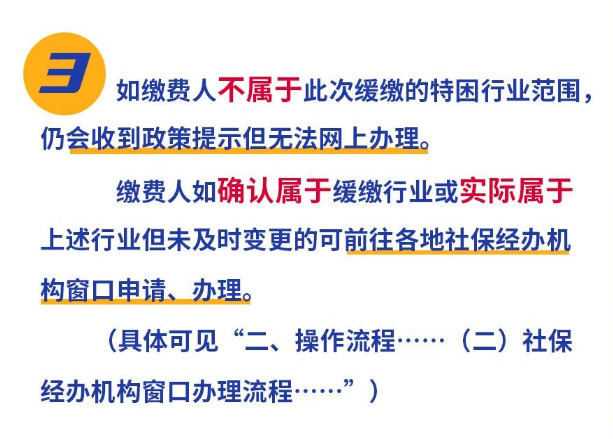 3
如缴费人不属于此次缓缴的特困行业范围，
仍会收到政策提示但无法网上办理。
缴费人如确认属于缓缴行业或实际属于
上述行业但未及时变更的可前往各地社保经办机
构窗口申请、办理。
（具体可见“二、操作流程……（二）社保
经办机构窗口办理流程……”）